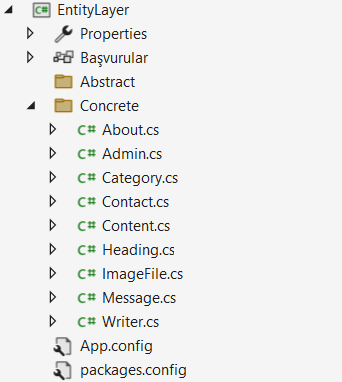 EntityLayer
Properties
Başvurular
Abstract
Concrete
About.cs
Admin.cs
Category.cs
Contact.cs
Content.cs
Heading.cs
ImageFile.cs
Message.cs
Writer.cs
App.config
packages.config